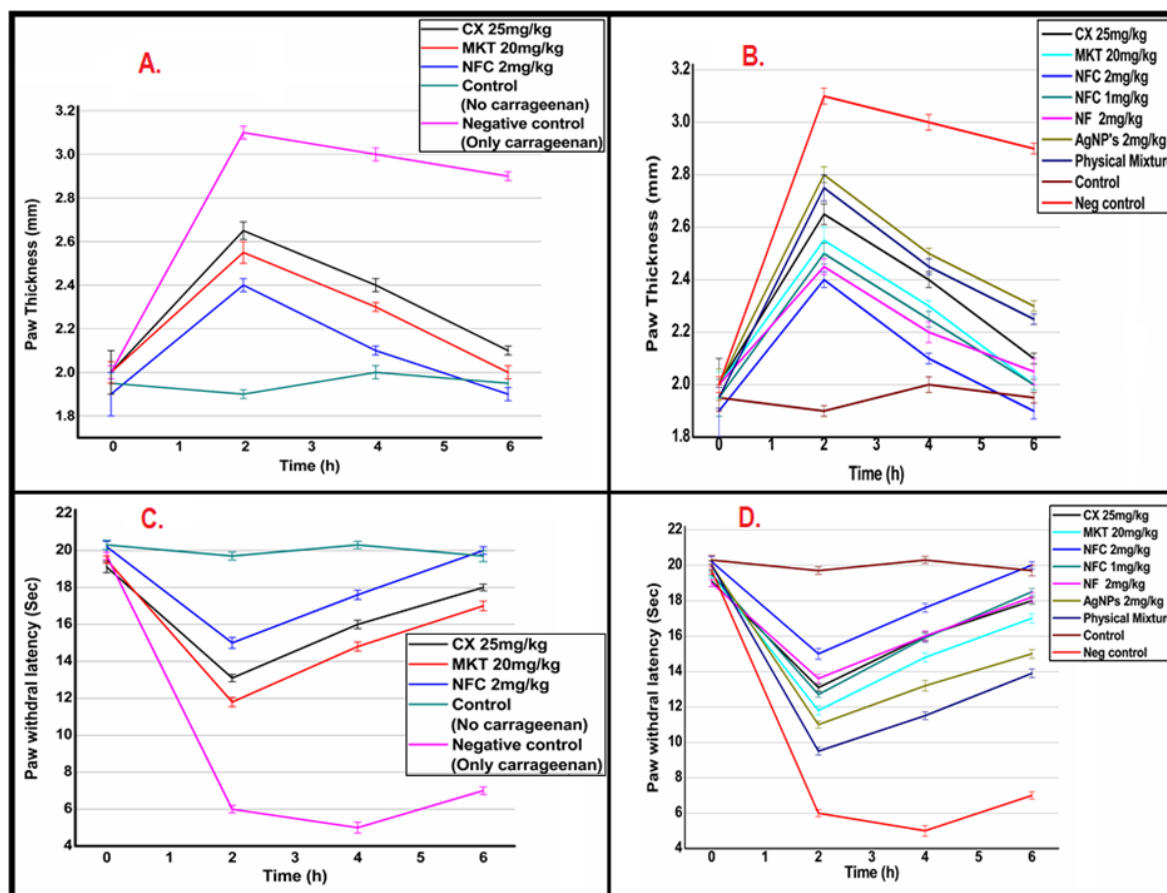 A.
CX 25mg/kg
MKT 20mg/kg
NFC 2mg/kg
Control
(No carrageenan)
Negative control
(Only carrageenan)
Paw Thickness (mm)
3.2
3.0
2.8
2.6
2.4
2.2
2.0
1.8
0 1 2 3 4 5 6
Time (h)
B.
CX 25mg/kg
MKT 20mg/kg
NFC 2mg/kg
NFC 1mg/kg
NF 2mg/kg
AgNP's 2mg/kg
Physical Mixture
Control
Neg control
Paw Thickness (mm)
3.2
3.0
2.8
2.6
2.4
2.2
2.0
1.8
0 1 2 3 4 5 6
Time (h)
C.
Paw withdral latency (Sec)
22
20
18
16
14
12
10
8
6
4
CX 25mg/kg
MKT 20mg/kg
NFC 2mg/kg
Control
(No carrageenan)
Negative control
(Only carrageenan)
0 1 2 3 4 5 6
Time (h)
D.
CX 25mg/kg
MKT 20mg/kg
NFC 2mg/kg
NFC 1mg/kg
NF 2mg/kg
AgNPs 2mg/kg
Physical Mixture
Control
Neg control
Paw withdral latency (Sec)
22
20
18
16
14
12
10
8
6
4
0 1 2 3 4 5 6
Time (h)